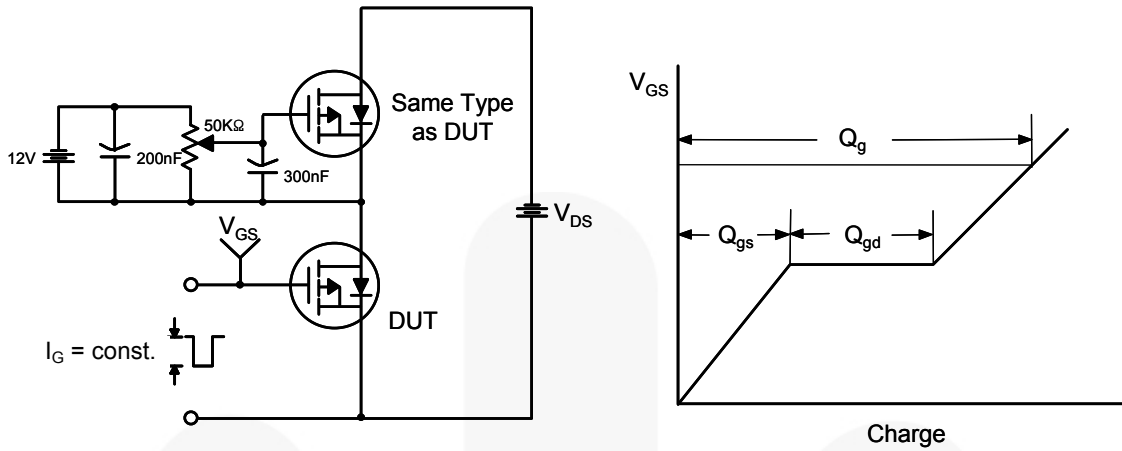 Same Type
as DUT
50KΩ
12V
200nF
300nF
V_GS
V_DS
DUT
I_G = const.
V_GS
Q_g
Q_gs
Q_gd
Charge